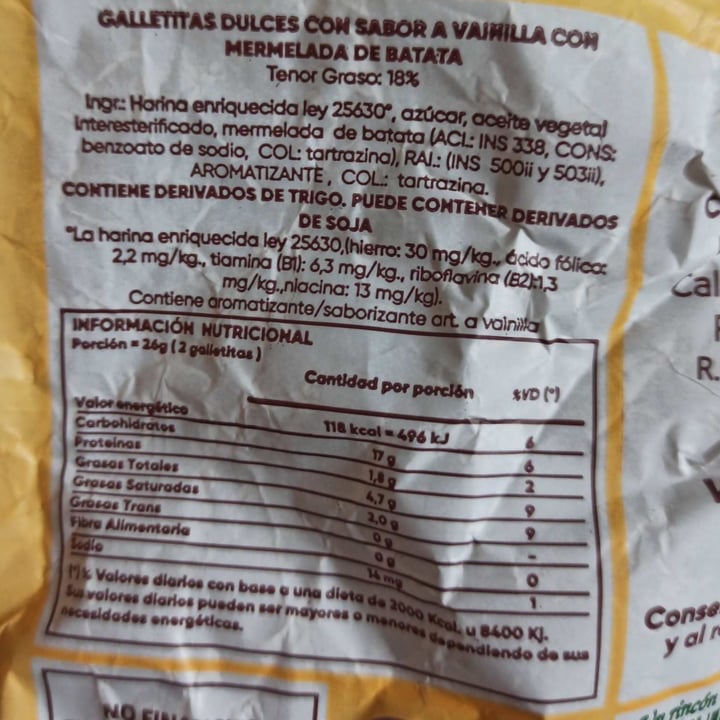 GALLETITAS DULCES CON SABOR A VAINILLA CON
MERMELADA DE BATATA
Tenor Graso: 18%
Ingr.: Harina enriquecida ley 25630°, azúcar, aceite vegetal
Interesterificado, mermelada de batata (ACI.: INS 338, CONS:
benzoato de sodio, COL: tartrazina), RAI.: (INS 500ii y 503ii),
AROMATIZANTE, COL.: tartrazina.
CONTIENE DERIVADOS DE TRIGO. PUEDE CONTENER DERIVADOS
DE SOJA
°La harina enriquecida ley 25630,(hierro: 30 mg/kg., ácido fólico:
2,2 mg/kg., tiamina (B1): 6,3 mg/kg., riboflavina (B2):1,3
mg/kg.,niacina: 13 mg/kg).
Contiene aromatizante/saborizante art. a vainilla
INFORMACIÓN NUTRICIONAL
Porción = 26g (2 galletitas)
Cantidad por porción %VD (*)
Valor energético 118 kcal = 496 kJ 6
Carbohidratos 17 g 6
Proteinas 1,8 g 2
Grasas Totales 4,7 g 9
Grasas Saturadas 2,0 g 9
Grasas Trans 0 g -
Fibra Alimentaria 0 g 0
Sodio 14 mg 1
(*)% Valores diarios con base a una dieta de 2000 Kcal. u 8400 KJ.
Sus valores diarios pueden ser mayores o menores dependiendo de sus
necesidades energéticas.
Cal
R.
Conse
y al r
rincón